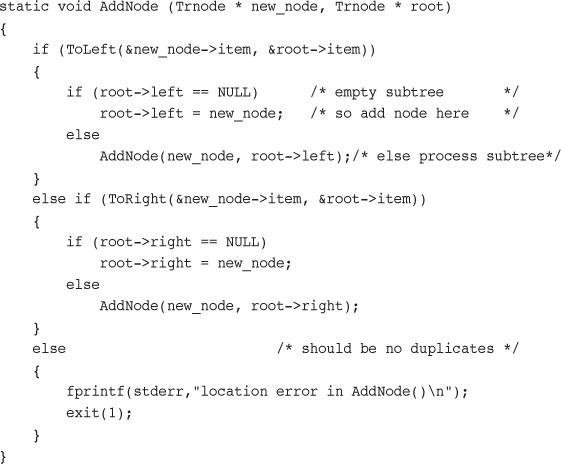 static void AddNode (Trnode * new_node, Trnode * root)
{
    if (ToLeft(&new_node->item, &root->item))
    {
        if (root->left == NULL)      /* empty subtree       */
            root->left = new_node;   /* so add node here    */
        else
            AddNode(new_node, root->left);/* else process subtree*/
    }
    else if (ToRight(&new_node->item, &root->item))
    {
        if (root->right == NULL)
            root->right = new_node;
        else
            AddNode(new_node, root->right);
    }
    else                         /* should be no duplicates */
    {
        fprintf(stderr,"location error in AddNode()\n");
        exit(1);
    }
}